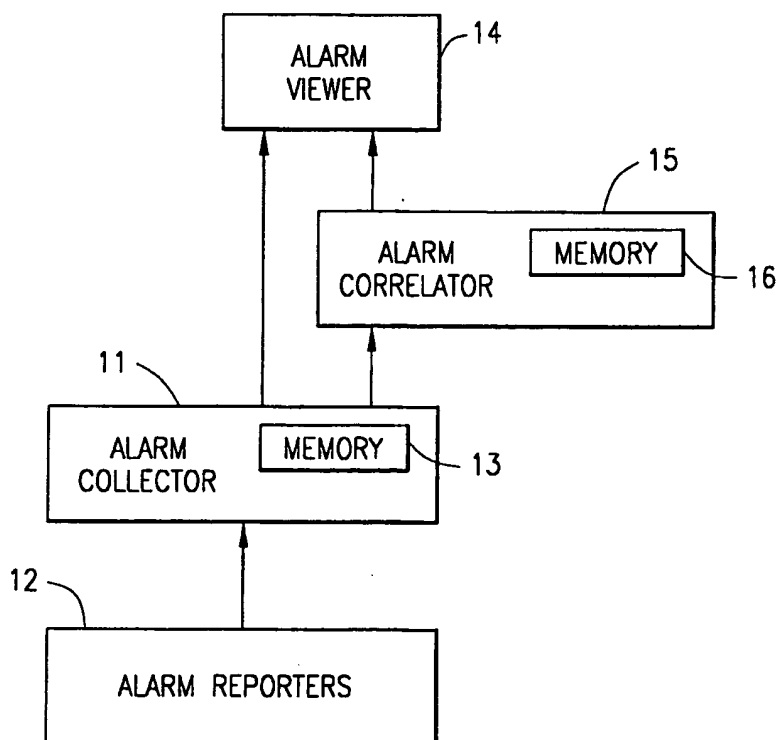 14
ALARM
VIEWER
15
ALARM
CORRELATOR
MEMORY
16
11
ALARM
COLLECTOR
MEMORY
13
12
ALARM REPORTERS